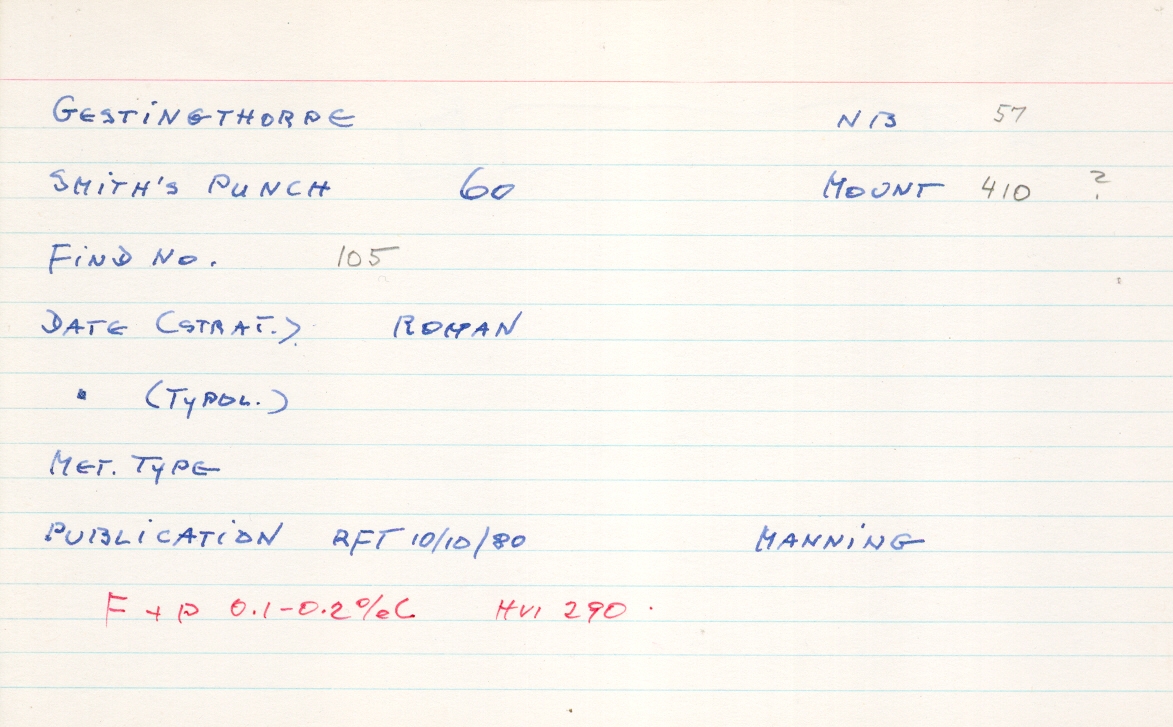 GESTINGTHORPE NB 57
SMITH'S PUNCH 60 MOUNT 410 ?
FIND NO. 105
DATE (STRAT.) ROMAN
" (TYPOL.)
MET. TYPE
PUBLICATION RFT 10/10/80 MANNING
F + P 0.1-0.2%C HV1 290.